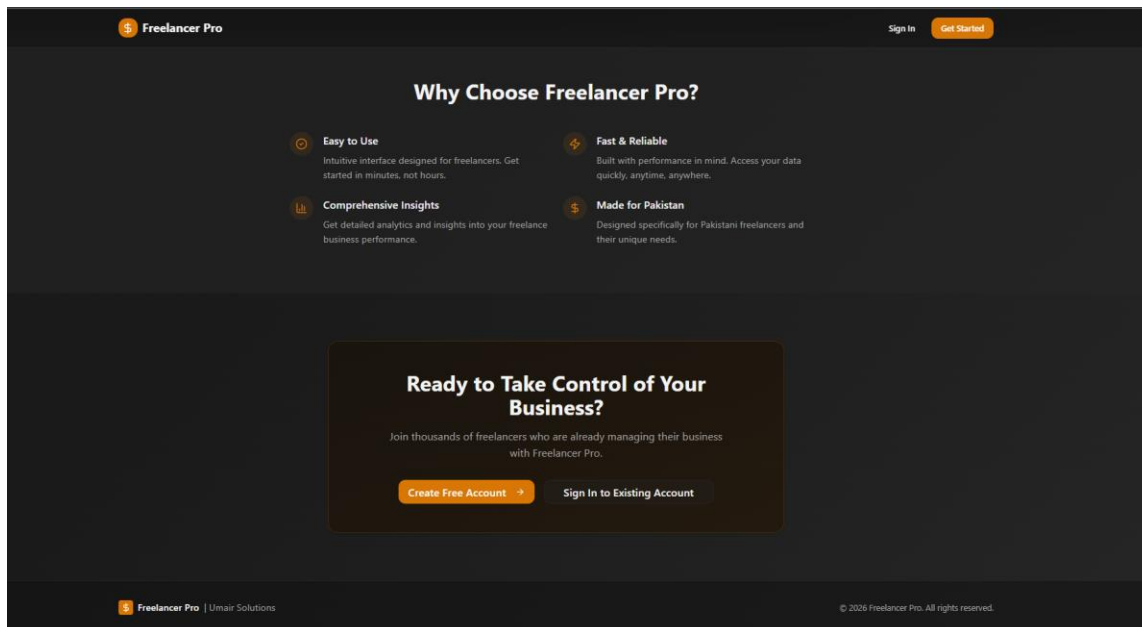 Freelancer Pro
Sign In
Get Started
Why Choose Freelancer Pro?
Easy to Use
Intuitive interface designed for freelancers. Get
started in minutes, not hours.
Fast & Reliable
Built with performance in mind. Access your data
quickly, anytime, anywhere.
Comprehensive Insights
Get detailed analytics and insights into your freelance
business performance.
Made for Pakistan
Designed specifically for Pakistani freelancers and
their unique needs.
Ready to Take Control of Your
Business?
Join thousands of freelancers who are already managing their business
with Freelancer Pro.
Create Free Account →
Sign In to Existing Account
Freelancer Pro | Umair Solutions
© 2026 Freelancer Pro. All rights reserved.